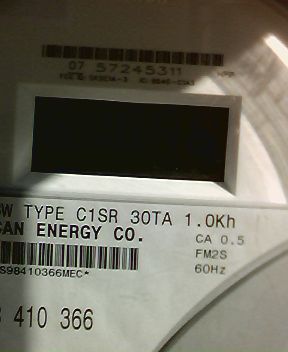 07 57245311
W TYPE C1SR 30TA 1.0Kh
CAN ENERGY CO.
CA 0.5
FM2S
60Hz
S98410366MEC*
410 366